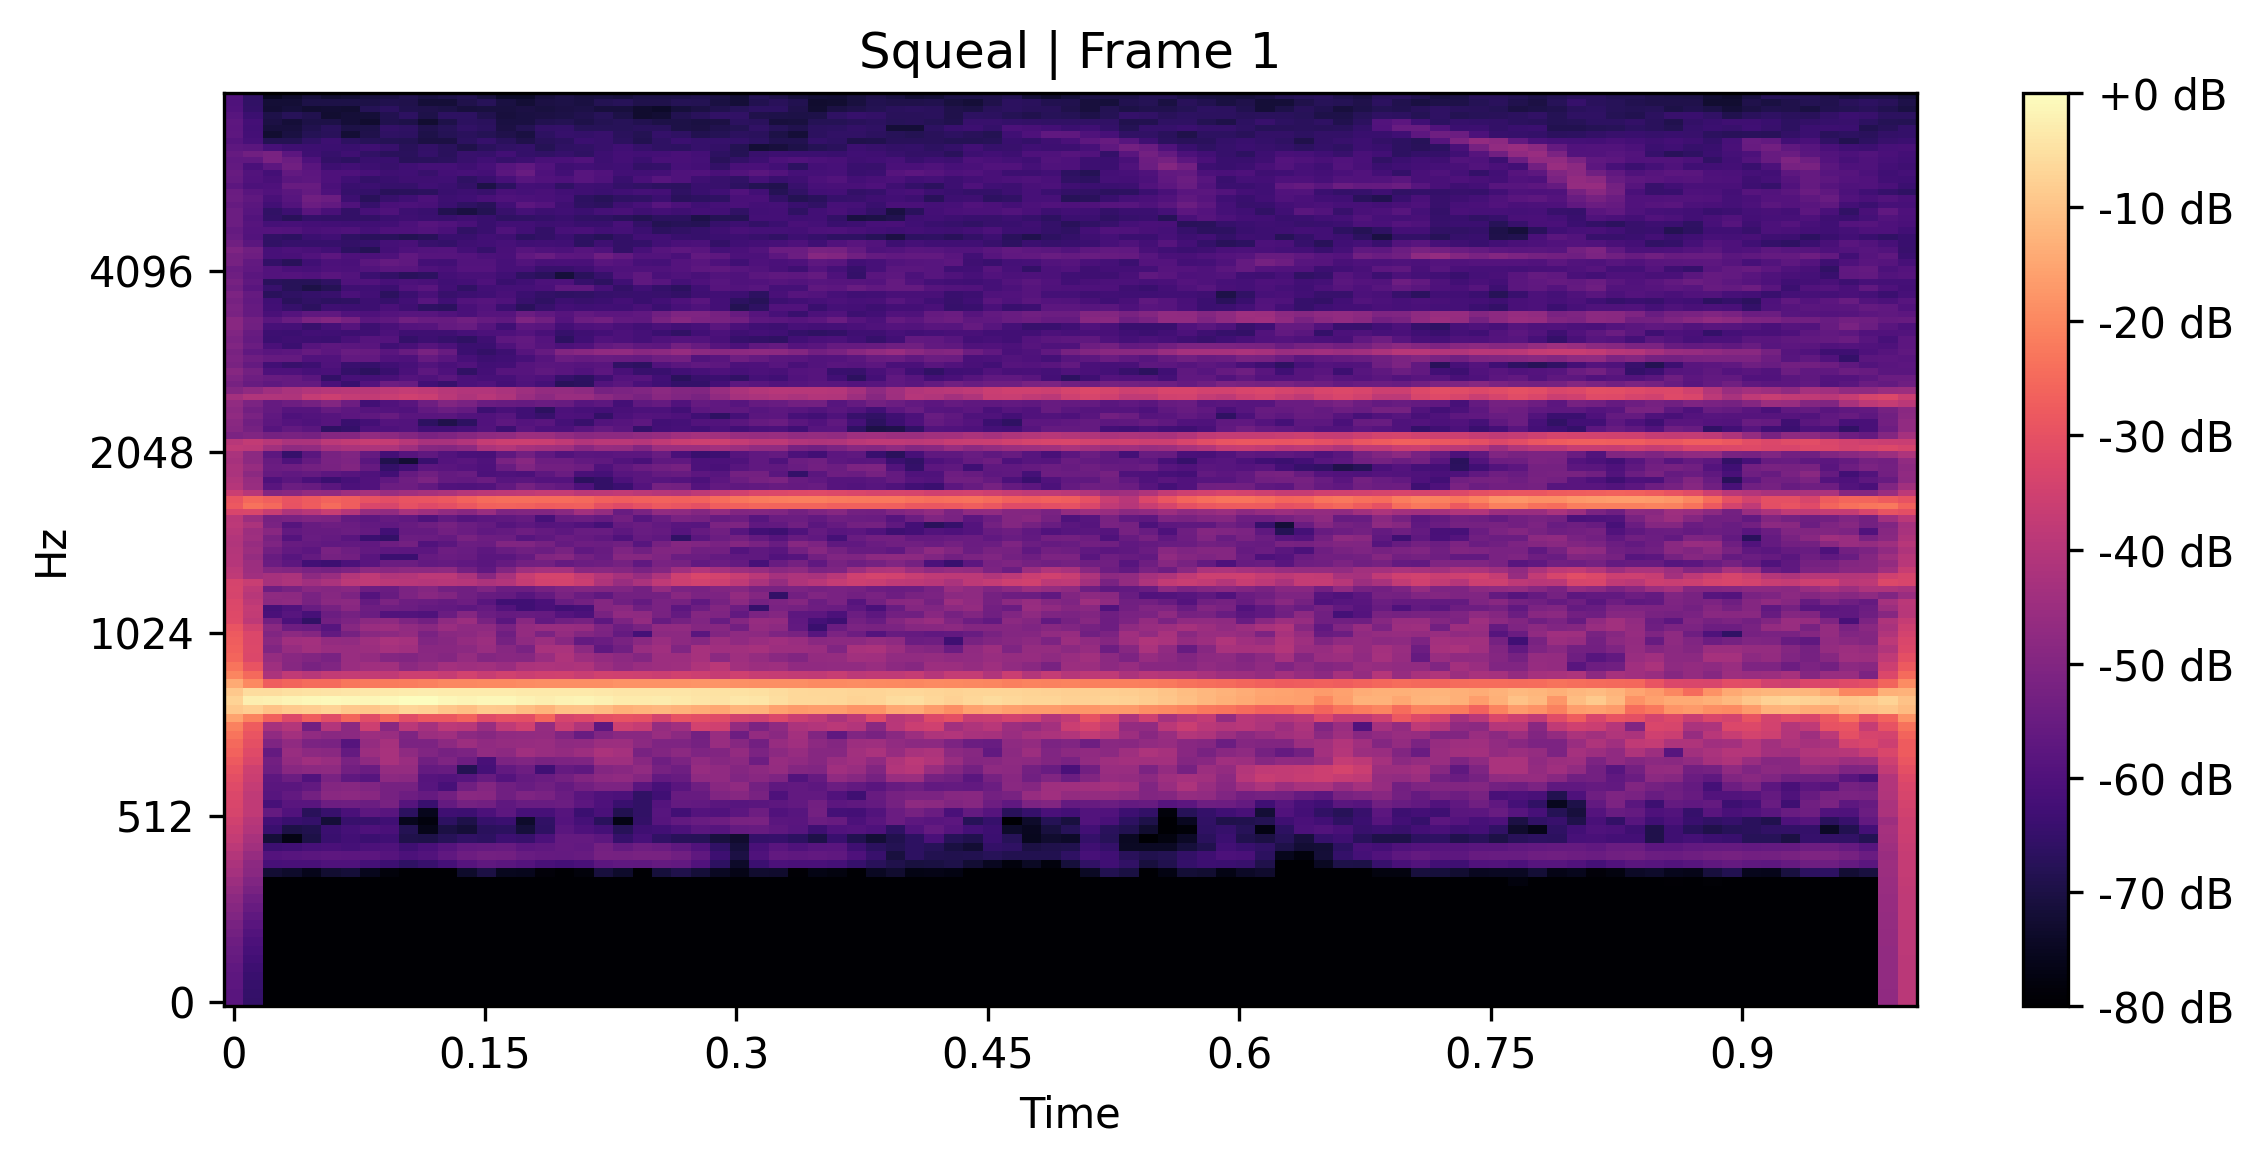 Squeal | Frame 1
+0 dB
-10 dB
-20 dB
-30 dB
-40 dB
-50 dB
-60 dB
-70 dB
-80 dB
Hz
4096
2048
1024
512
0
0 0.15 0.3 0.45 0.6 0.75 0.9
Time